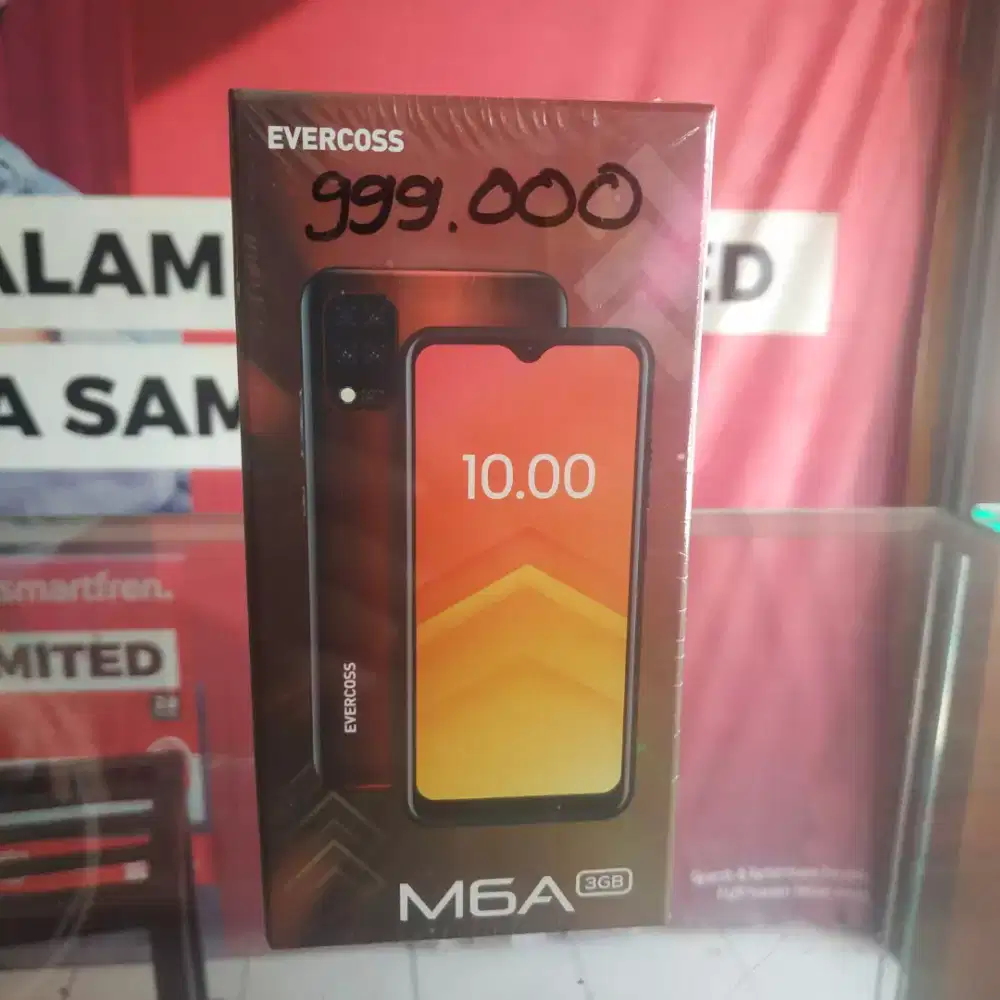 EVERCOSS
999.000
ALAM
ED
A SAM
10.00
smartfren.
MITED
EVERCOSS
M6A 3GB